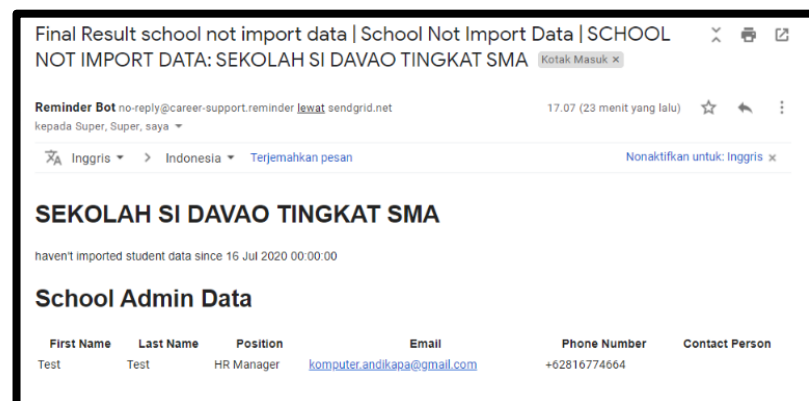 Final Result school not import data | School Not Import Data | SCHOOL
NOT IMPORT DATA: SEKOLAH SI DAVAO TINGKAT SMA Kotak Masuk ×
Reminder Bot no-reply@career-support.reminder lewat sendgrid.net 17.07 (23 menit yang lalu)
kepada Super, Super, saya
Inggris > Indonesia Terjemahkan pesan Nonaktifkan untuk: Inggris ×
SEKOLAH SI DAVAO TINGKAT SMA
haven't imported student data since 16 Jul 2020 00:00:00
School Admin Data
First Name Last Name Position Email Phone Number Contact Person
Test Test HR Manager komputer.andikapa@gmail.com +62816774664